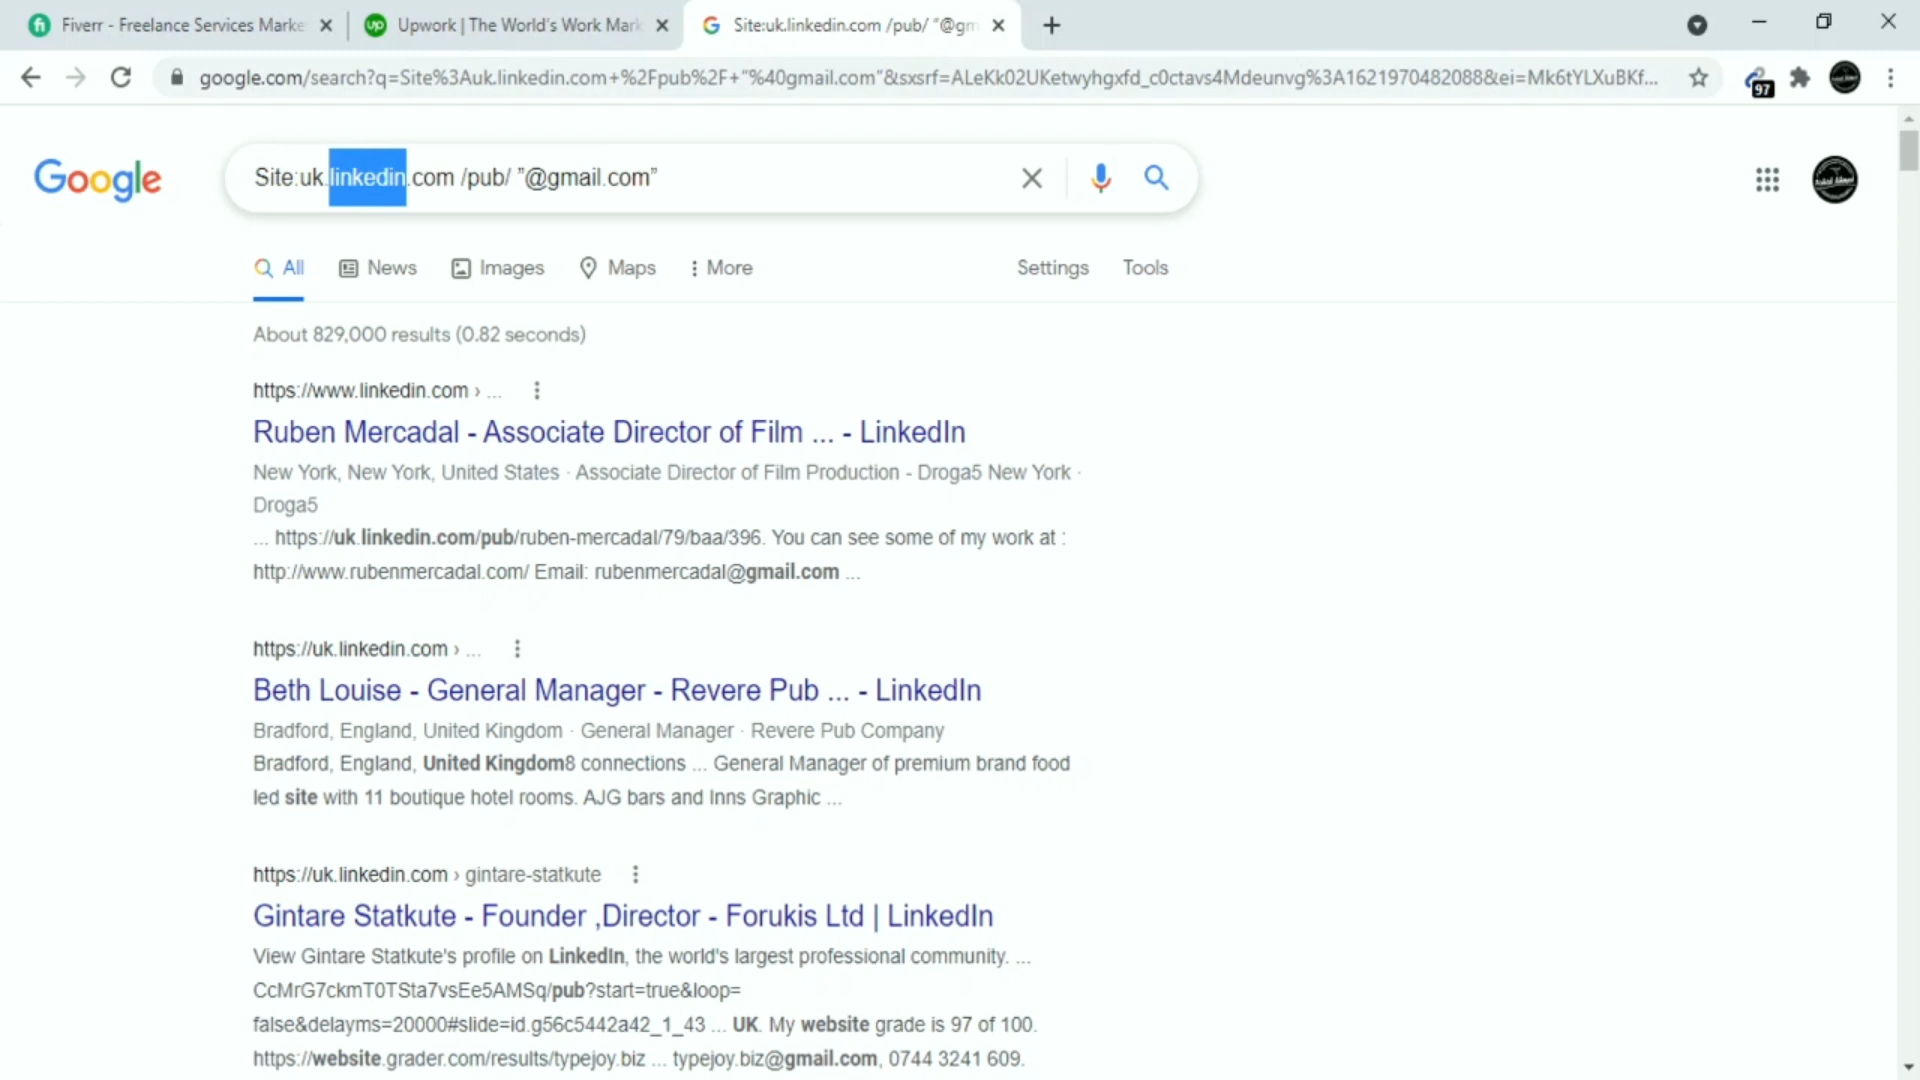 Fiverr - Freelance Services Marke
Upwork | The World's Work Mark
Site:uk.linkedin.com /pub/ "@gm
google.com/search?q=Site%3Auk.linkedin.com+%2Fpub%2F+"%40gmail.com"&sxsrf=ALeKk02UKetwyhgxfd_c0ctavs4Mdeunvg%3A1621970482088&ei=Mk6tYLXuBKf...
97
Google
Site:uk.linkedin.com /pub/ ”@gmail.com”
All
News
Images
Maps
More
Settings
Tools
About 829,000 results (0.82 seconds)
https://www.linkedin.com › ...
Ruben Mercadal - Associate Director of Film ... - LinkedIn
New York, New York, United States · Associate Director of Film Production - Droga5 New York ·
Droga5
... https://uk.linkedin.com/pub/ruben-mercadal/79/baa/396. You can see some of my work at :
http://www.rubenmercadal.com/ Email: rubenmercadal@gmail.com ...
https://uk.linkedin.com › ...
Beth Louise - General Manager - Revere Pub ... - LinkedIn
Bradford, England, United Kingdom · General Manager · Revere Pub Company
Bradford, England, United Kingdom8 connections ... General Manager of premium brand food
led site with 11 boutique hotel rooms. AJG bars and Inns Graphic ...
https://uk.linkedin.com › gintare-statkute
Gintare Statkute - Founder ,Director - Forukis Ltd | LinkedIn
View Gintare Statkute's profile on LinkedIn, the world's largest professional community. ...
CcMrG7ckmT0TSta7vsEe5AMSq/pub?start=true&loop=
false&delayms=20000#slide=id.g56c5442a42_1_43 ... UK. My website grade is 97 of 100.
https://website.grader.com/results/typejoy.biz ... typejoy.biz@gmail.com, 0744 3241 609.